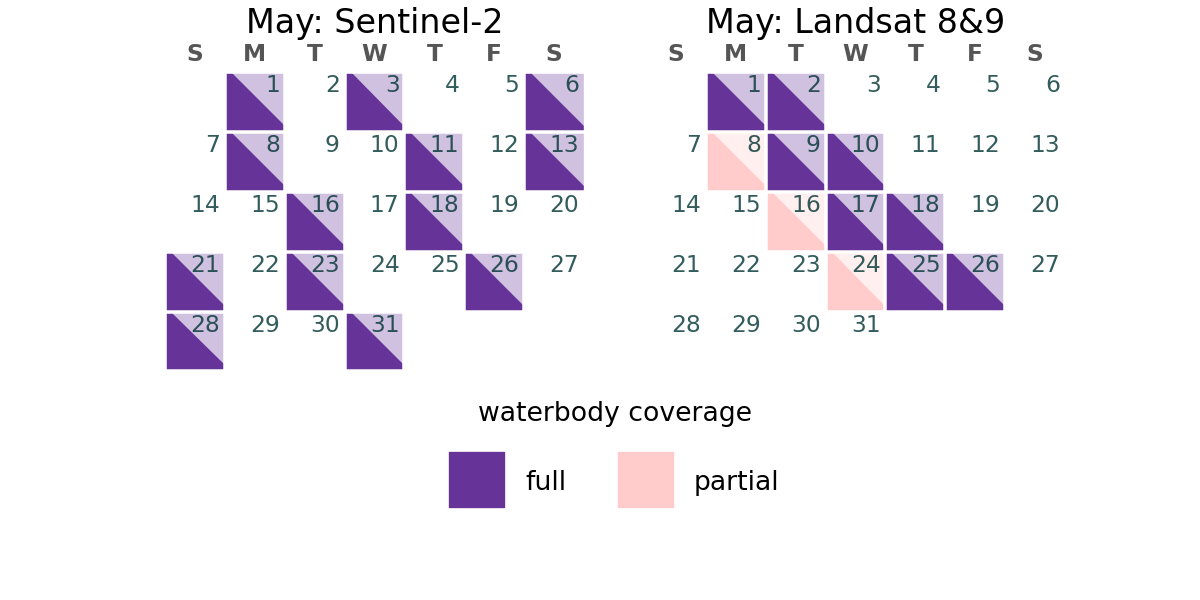 May: Sentinel-2
S M T W T F S
1 2 3 4 5 6
7 8 9 10 11 12 13
14 15 16 17 18 19 20
21 22 23 24 25 26 27
28 29 30 31
May: Landsat 8&9
S M T W T F S
1 2 3 4 5 6
7 8 9 10 11 12 13
14 15 16 17 18 19 20
21 22 23 24 25 26 27
28 29 30 31
waterbody coverage
full partial